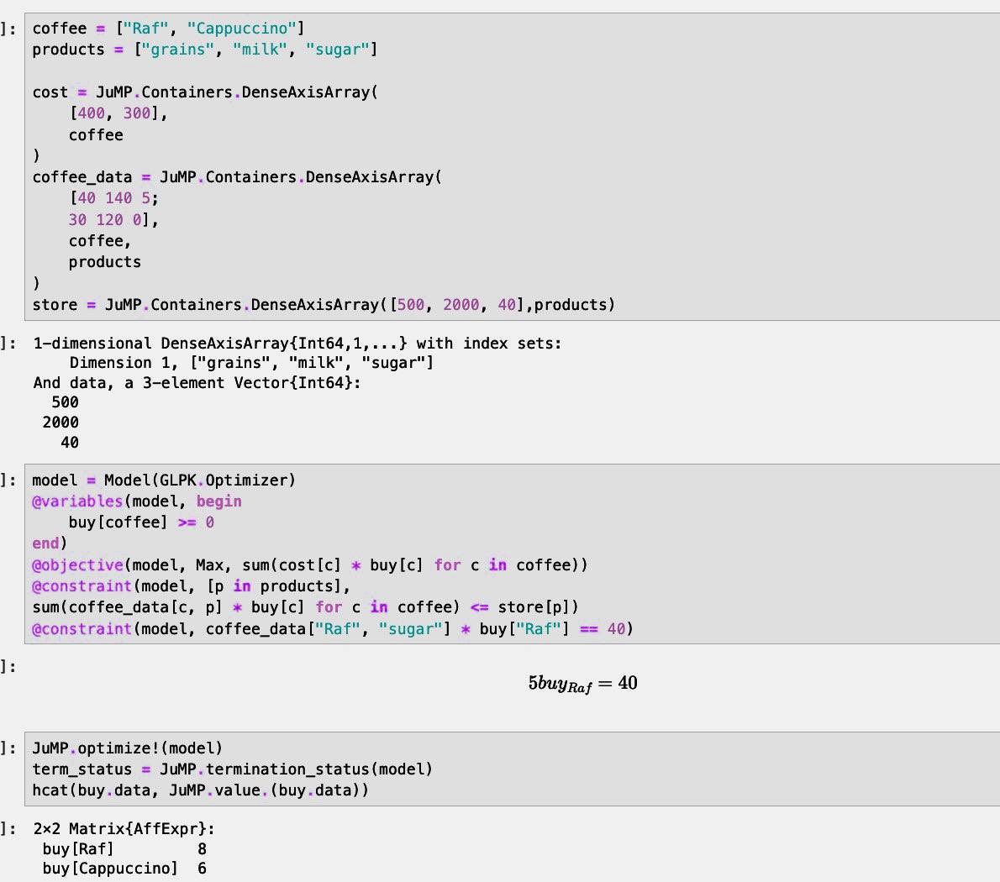 ]: coffee = ["Raf", "Cappuccino"]
products = ["grains", "milk", "sugar"]
cost = JuMP.Containers.DenseAxisArray(
    [400, 300],
    coffee
)
coffee_data = JuMP.Containers.DenseAxisArray(
    [40 140 5;
    30 120 0],
    coffee,
    products
)
store = JuMP.Containers.DenseAxisArray([500, 2000, 40],products)
]: 1-dimensional DenseAxisArray{Int64,1,...} with index sets:
    Dimension 1, ["grains", "milk", "sugar"]
And data, a 3-element Vector{Int64}:
  500
 2000
   40
]: model = Model(GLPK.Optimizer)
@variables(model, begin
    buy[coffee] >= 0
end)
@objective(model, Max, sum(cost[c] * buy[c] for c in coffee))
@constraint(model, [p in products],
sum(coffee_data[c, p] * buy[c] for c in coffee) <= store[p])
@constraint(model, coffee_data["Raf", "sugar"] * buy["Raf"] == 40)
]:
5buy_{Raf} = 40
]: JuMP.optimize!(model)
term_status = JuMP.termination_status(model)
hcat(buy.data, JuMP.value.(buy.data))
]: 2×2 Matrix{AffExpr}:
 buy[Raf]         8
 buy[Cappuccino]  6